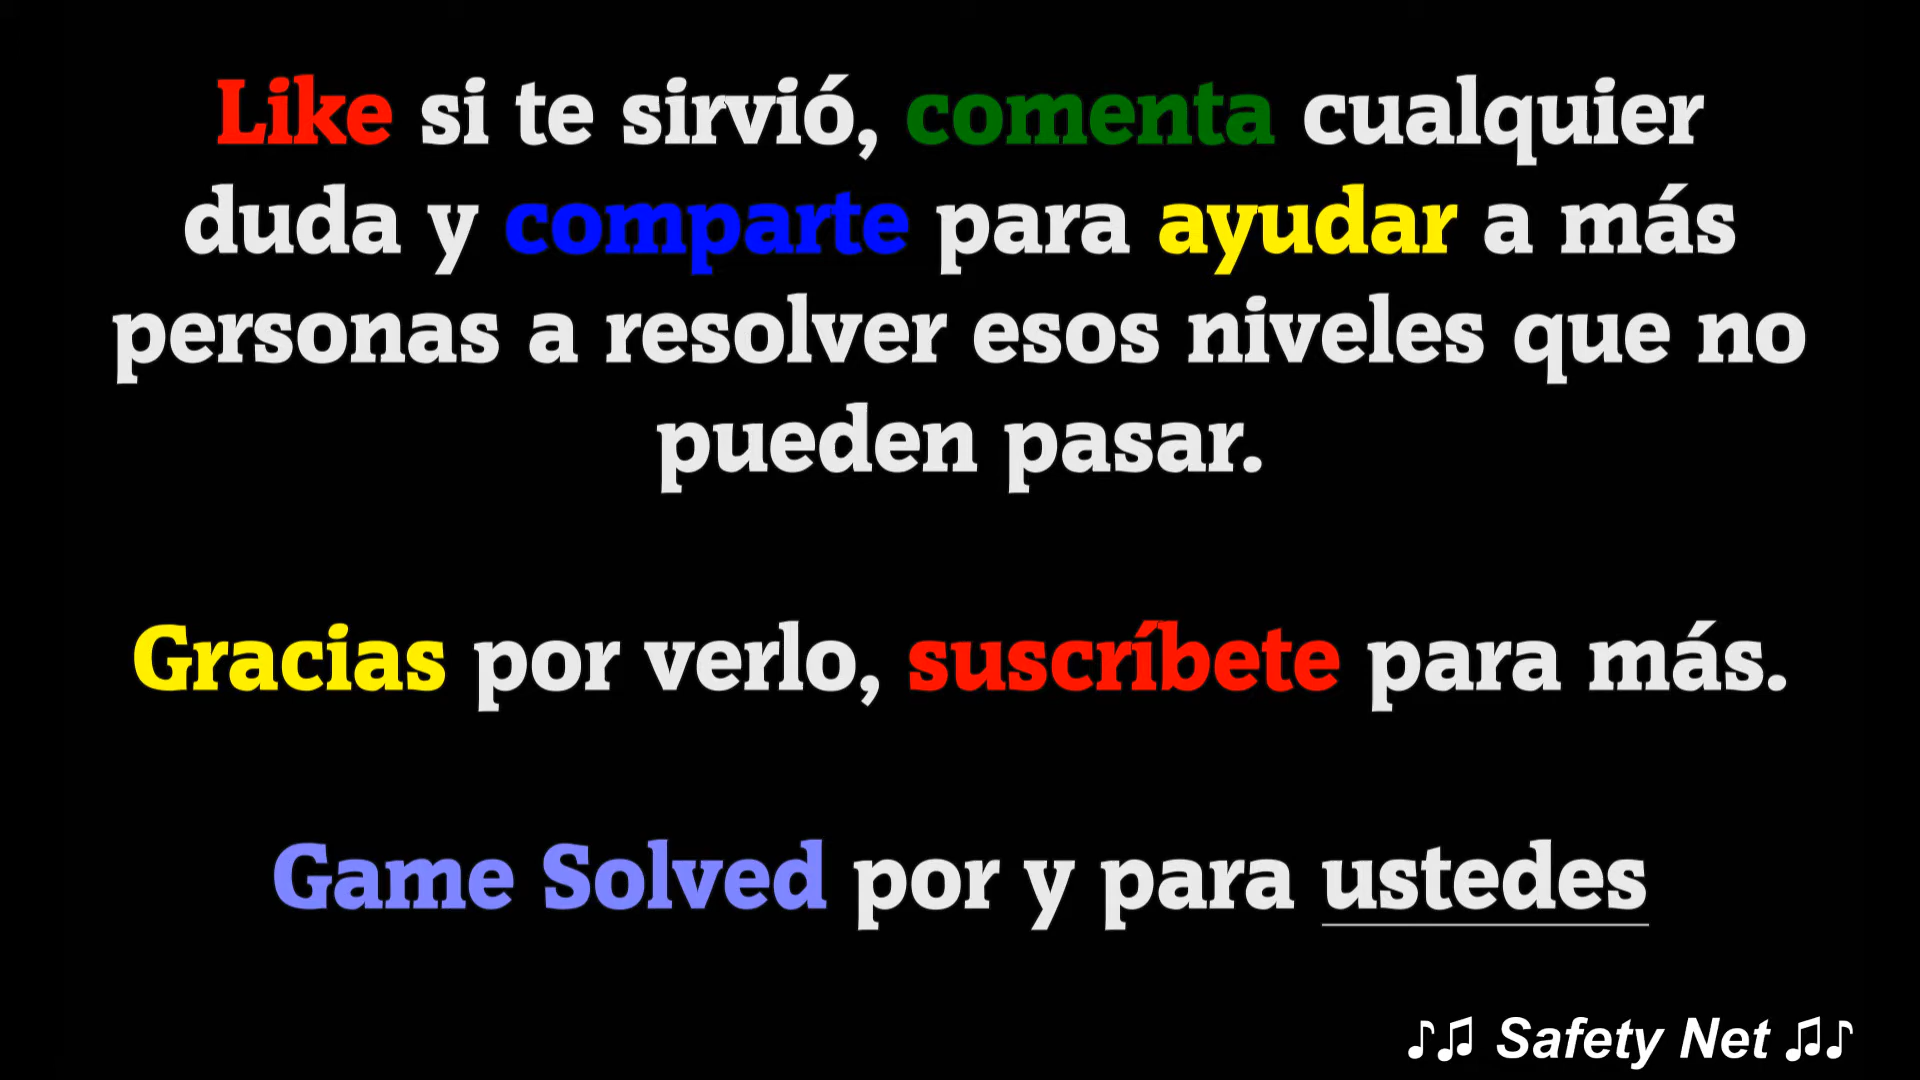 Like si te sirvió, comenta cualquier
duda y comparte para ayudar a más
personas a resolver esos niveles que no
pueden pasar.
Gracias por verlo, suscríbete para más.
Game Solved por y para ustedes
♪♫ Safety Net ♫♪